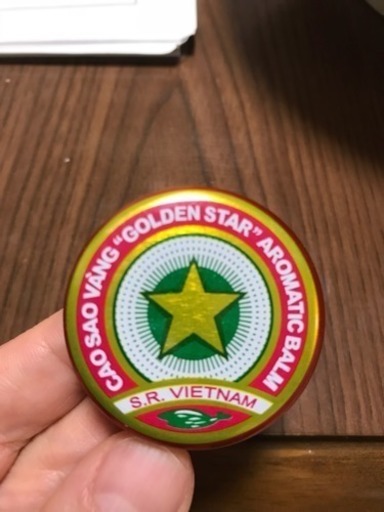 CAO SAO VÀNG “GOLDEN STAR” AROMATIC BALM
S.R. VIETNAM